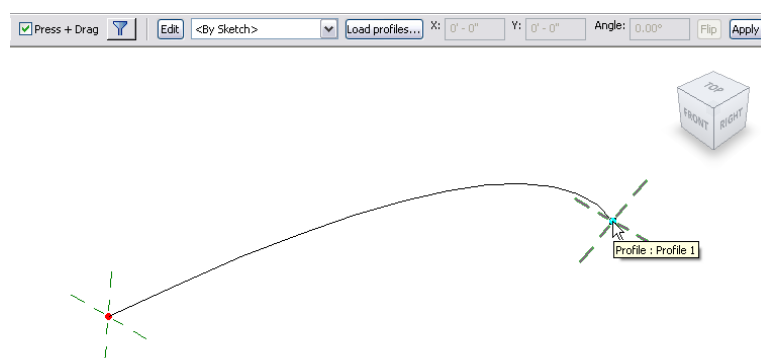 Press + Drag Edit <By Sketch> Load profiles... X: 0' - 0" Y: 0' - 0" Angle: 0.00° Flip Apply
TOP
FRONT RIGHT
Profile : Profile 1